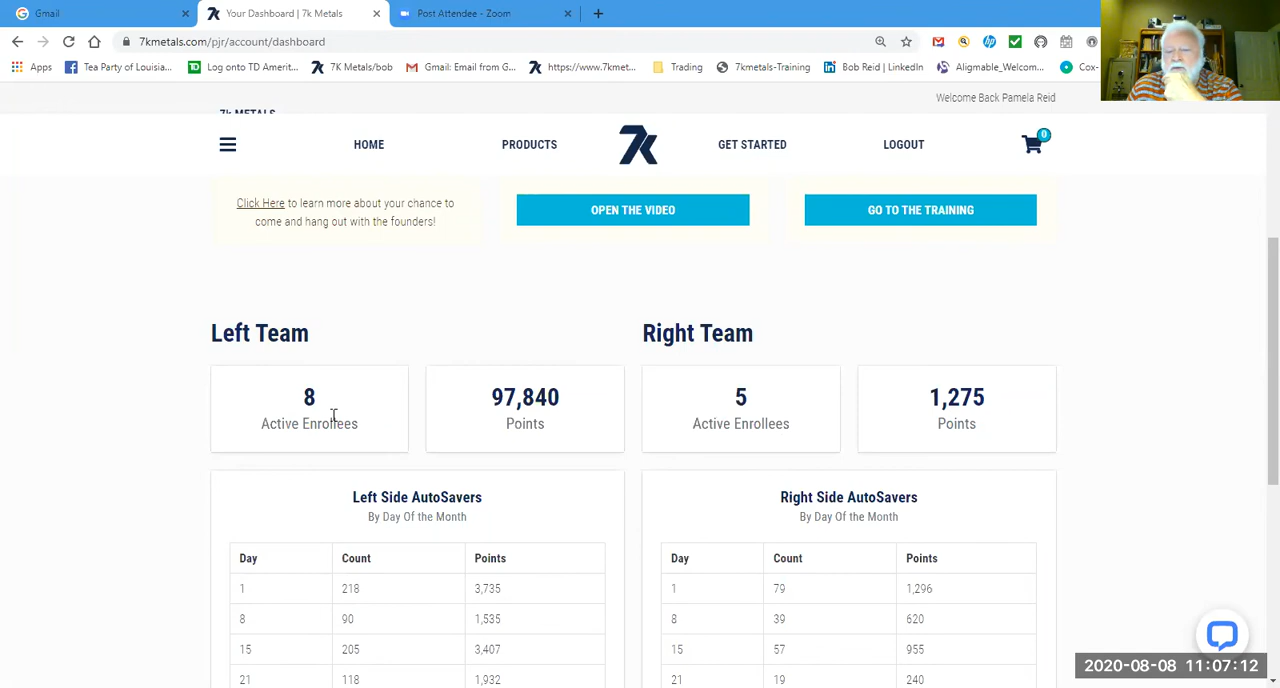 Gmail
Your Dashboard | 7k Metals
Post Attendee - Zoom
7kmetals.com/pjr/account/dashboard
Apps
Tea Party of Louisia...
Log onto TD Amerit...
7K Metals/bob
Gmail: Email from G...
https://www.7kmet...
Trading
7kmetals-Training
Bob Reid | LinkedIn
Alignable_Welcom...
Cox-
Welcome Back Pamela Reid
7k METALS
HOME
PRODUCTS
7k
GET STARTED
LOGOUT
0
Click Here to learn more about your chance to
come and hang out with the founders!
OPEN THE VIDEO
GO TO THE TRAINING
Left Team
Right Team
8
Active Enrollees
97,840
Points
5
Active Enrollees
1,275
Points
Left Side AutoSavers
By Day Of the Month
Day Count Points
1 218 3,735
8 90 1,535
15 205 3,407
21 118 1,932
Right Side AutoSavers
By Day Of the Month
Day Count Points
1 79 1,296
8 39 620
15 57 955
21 19 240
2020-08-08 11:07:12